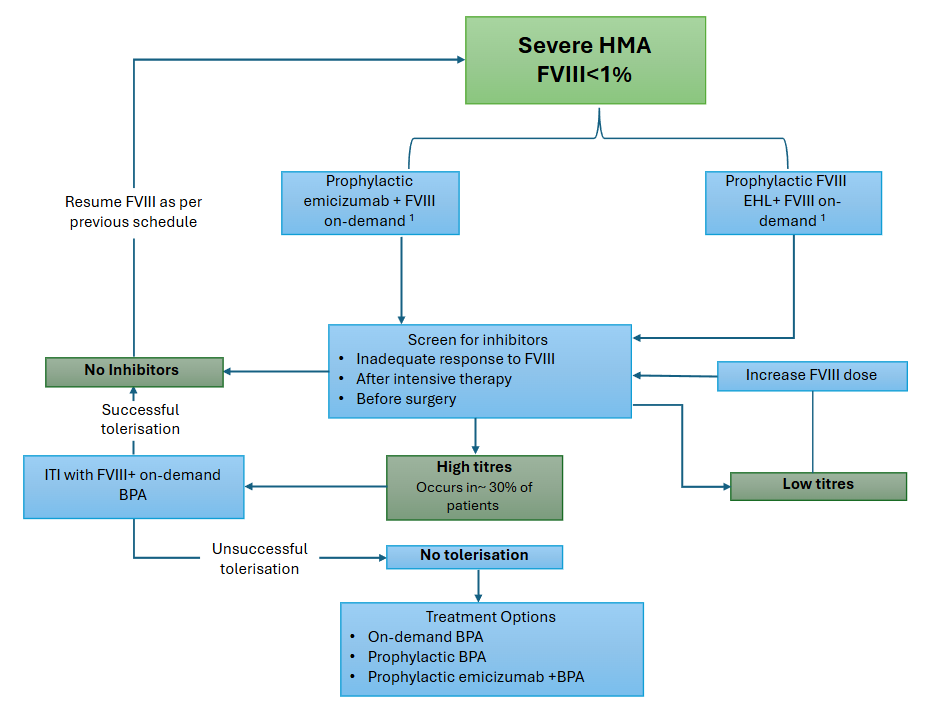 Severe HMA
FVIII<1%
Prophylactic
emicizumab + FVIII
on-demand ¹
Prophylactic FVIII
EHL+ FVIII on-
demand ¹
Resume FVIII as per
previous schedule
Screen for inhibitors
• Inadequate response to FVIII
• After intensive therapy
• Before surgery
No Inhibitors
Increase FVIII dose
Successful
tolerisation
ITI with FVIII+ on-demand
BPA
High titres
Occurs in~ 30% of
patients
Low titres
Unsuccessful
tolerisation
No tolerisation
Treatment Options
• On-demand BPA
• Prophylactic BPA
• Prophylactic emicizumab +BPA